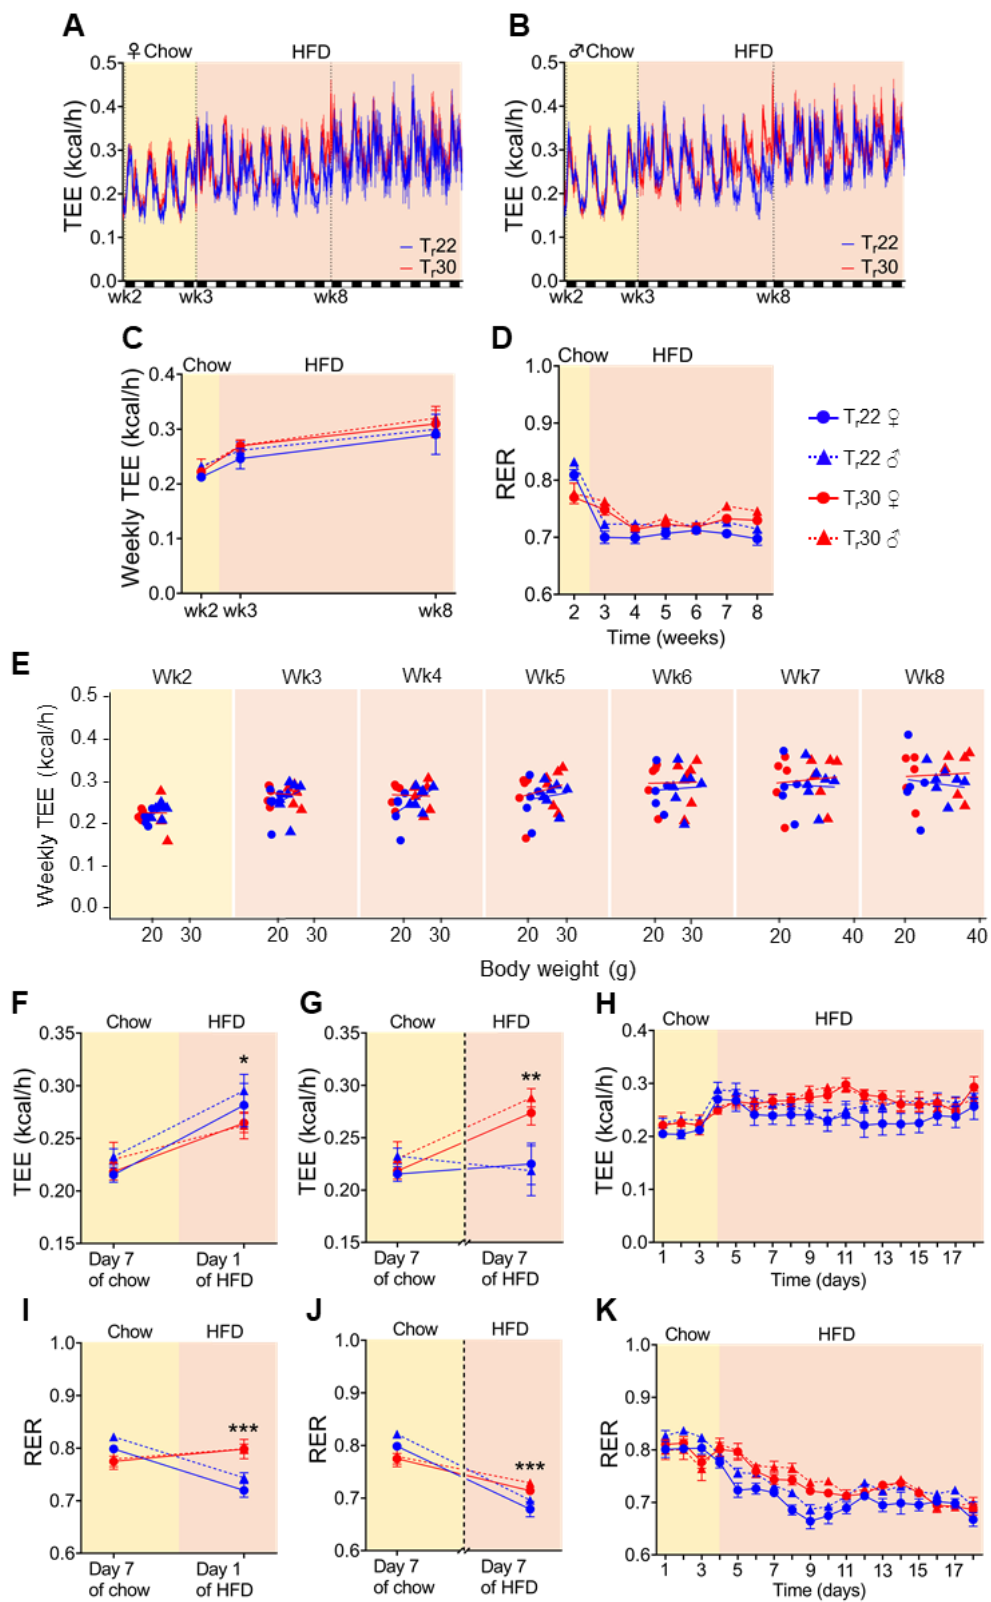 A
B
♀ Chow HFD
♂ Chow HFD
TEE (kcal/h)
0.5
0.4
0.3
0.2
0.1
0.0
Tr22
Tr30
wk2 wk3 wk8
TEE (kcal/h)
0.5
0.4
0.3
0.2
0.1
0.0
Tr22
Tr30
wk2 wk3 wk8
C
Chow HFD
Weekly TEE (kcal/h)
0.4
0.3
0.2
0.1
0.0
wk2 wk3 wk8
D
Chow HFD
RER
1.0
0.9
0.8
0.7
0.6
2 3 4 5 6 7 8
Time (weeks)
Tr22 ♀
Tr22 ♂
Tr30 ♀
Tr30 ♂
E
Wk2 Wk3 Wk4 Wk5 Wk6 Wk7 Wk8
Weekly TEE (kcal/h)
0.5
0.4
0.3
0.2
0.1
0.0
20 30 20 30 20 30 20 30 20 30 20 40 20 40
Body weight (g)
F
Chow HFD
TEE (kcal/h)
0.35
0.30
0.25
0.20
0.15
*
Day 7 Day 1
of chow of HFD
G
Chow HFD
TEE (kcal/h)
0.35
0.30
0.25
0.20
0.15
**
Day 7 Day 7
of chow of HFD
H
Chow HFD
TEE (kcal/h)
0.4
0.3
0.2
0.1
0.0
1 3 5 7 9 11 13 15 17
Time (days)
I
Chow HFD
RER
1.0
0.9
0.8
0.7
0.6
***
Day 7 Day 1
of chow of HFD
J
Chow HFD
RER
1.0
0.9
0.8
0.7
0.6
***
Day 7 Day 7
of chow of HFD
K
Chow HFD
RER
1.0
0.9
0.8
0.7
0.6
1 3 5 7 9 11 13 15 17
Time (days)